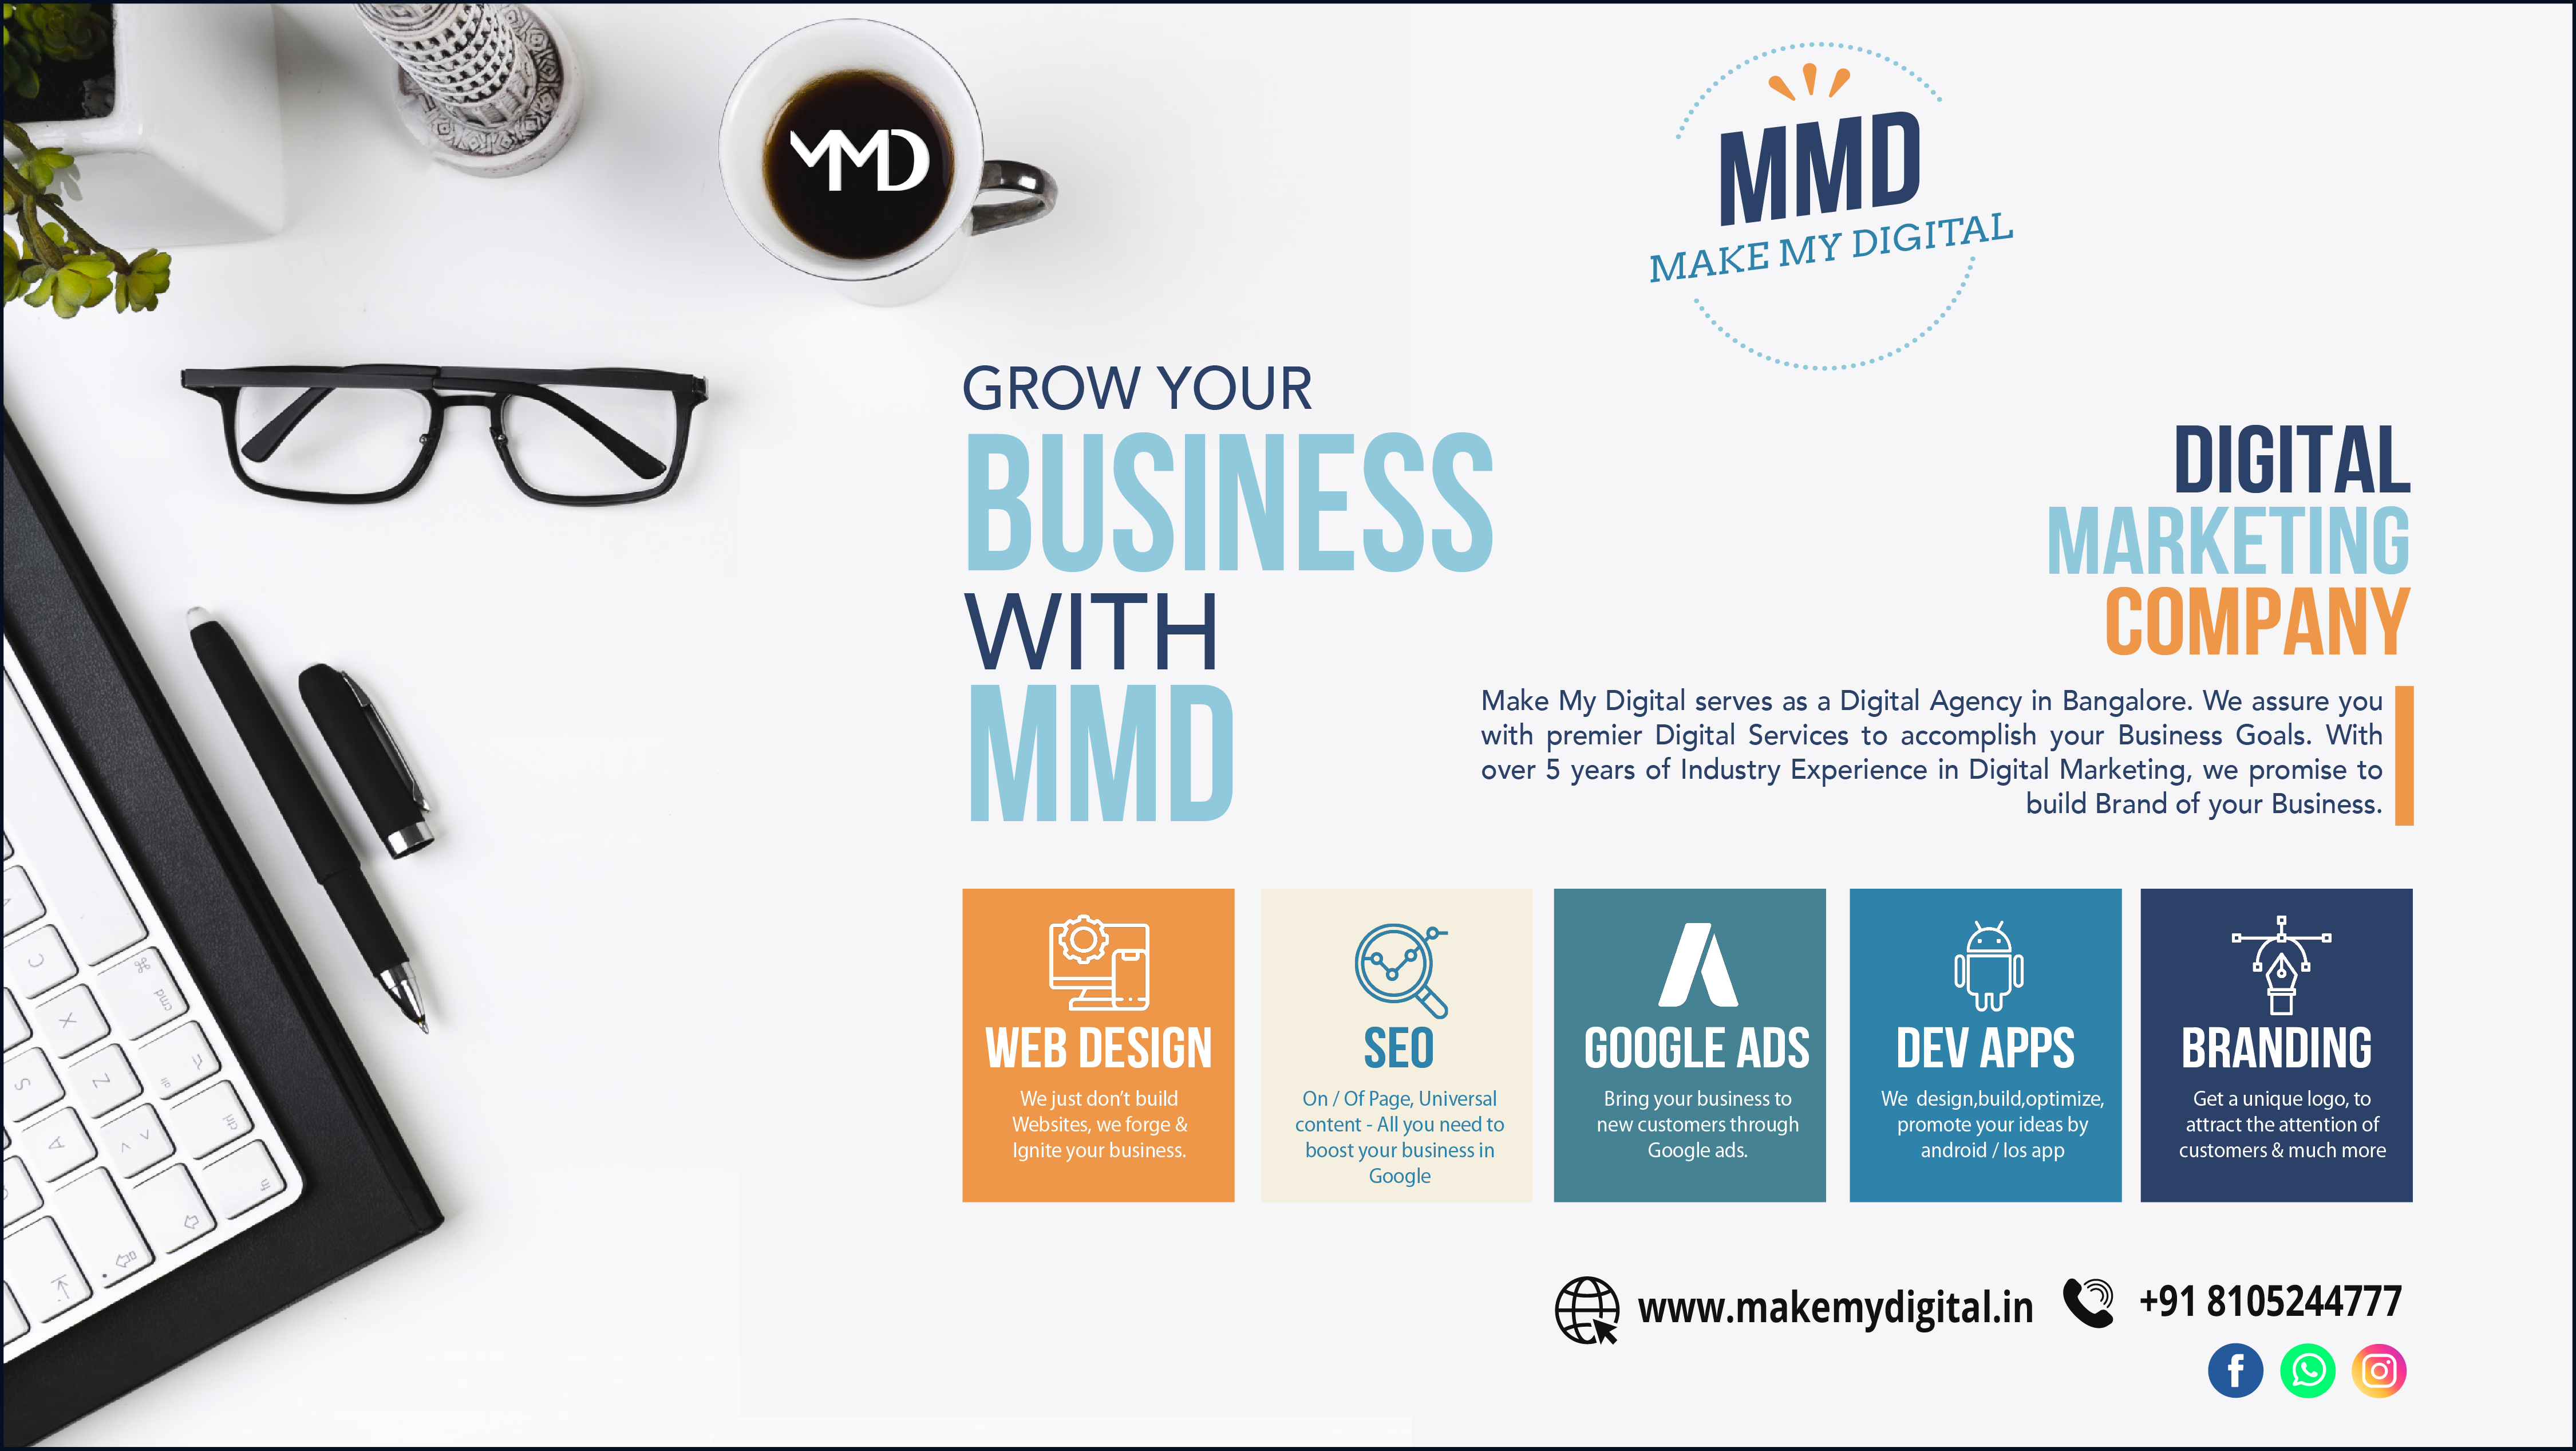 MMD
MMD
MAKE MY DIGITAL
GROW YOUR
BUSINESS
WITH
MMD
DIGITAL
MARKETING
COMPANY
Make My Digital serves as a Digital Agency in Bangalore. We assure you
with premier Digital Services to accomplish your Business Goals. With
over 5 years of Industry Experience in Digital Marketing, we promise to
build Brand of your Business.
WEB DESIGN
We just don't build
Websites, we forge &
Ignite your business.
SEO
On / Of Page, Universal
content - All you need to
boost your business in
Google
GOOGLE ADS
Bring your business to
new customers through
Google ads.
DEV APPS
We design,build,optimize,
promote your ideas by
android / Ios app
BRANDING
Get a unique logo, to
attract the attention of
customers & much more
www.makemydigital.in
+91 8105244777
C
cmd
X
Z
alt
S
A
ctrl
fn